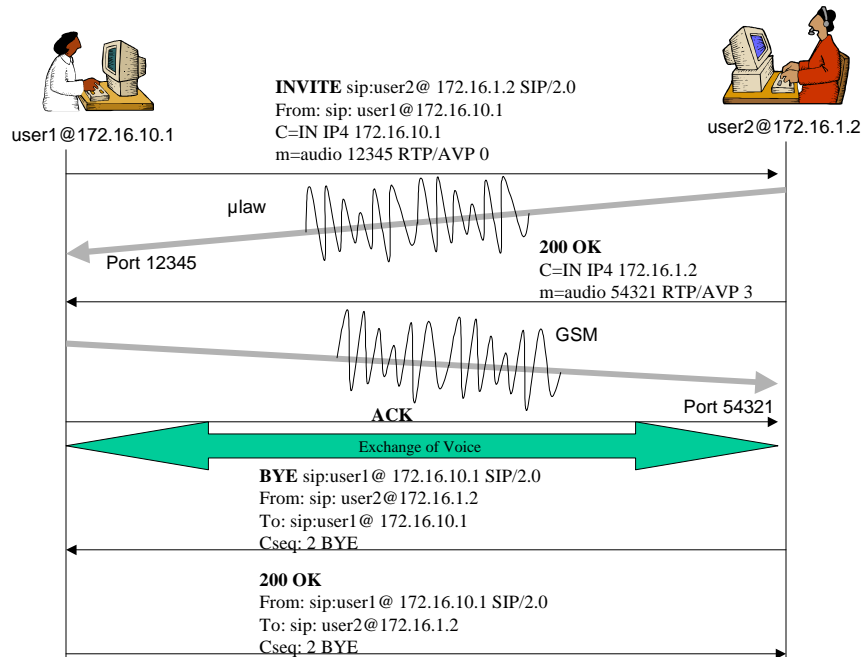 user1@172.16.10.1
user2@172.16.1.2
INVITE sip:user2@ 172.16.1.2 SIP/2.0
From: sip: user1@172.16.10.1
C=IN IP4 172.16.10.1
m=audio 12345 RTP/AVP 0
µlaw
Port 12345
200 OK
C=IN IP4 172.16.1.2
m=audio 54321 RTP/AVP 3
GSM
Port 54321
ACK
Exchange of Voice
BYE sip:user1@ 172.16.10.1 SIP/2.0
From: sip: user2@172.16.1.2
To: sip:user1@ 172.16.10.1
Cseq: 2 BYE
200 OK
From: sip:user1@ 172.16.10.1 SIP/2.0
To: sip: user2@172.16.1.2
Cseq: 2 BYE